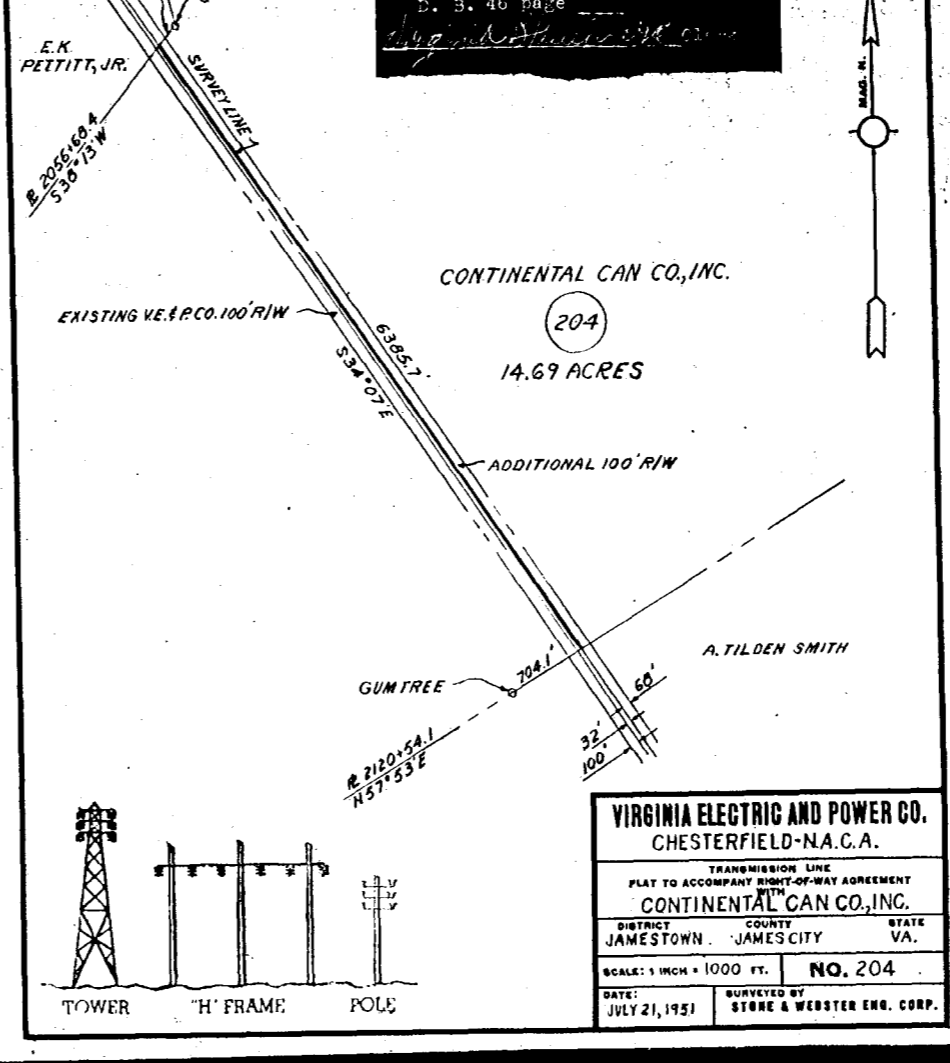 D. B. 46 page
E.K.
PETTITT, JR.
SURVEY LINE
MAG. N.
℞ 2056+68.4
S38°13'W
CONTINENTAL CAN CO., INC.
204
14.69 ACRES
EXISTING V.E.&P.CO. 100' R/W
6385.7'
S34°07'E
ADDITIONAL 100' R/W
A. TILDEN SMITH
GUM TREE
704.1'
68'
32'
100'
℞ 2120+54.1
N57°53'E
TOWER
"H" FRAME
POLE
VIRGINIA ELECTRIC AND POWER CO.
CHESTERFIELD-N.A.C.A.
TRANSMISSION LINE
PLAT TO ACCOMPANY RIGHT-OF-WAY AGREEMENT
WITH
CONTINENTAL CAN CO., INC.
DISTRICT COUNTY STATE
JAMESTOWN. JAMES CITY VA.
SCALE: 1 INCH = 1000 FT. NO. 204
DATE: SURVEYED BY
JULY 21, 1951 STONE & WEBSTER ENG. CORP.